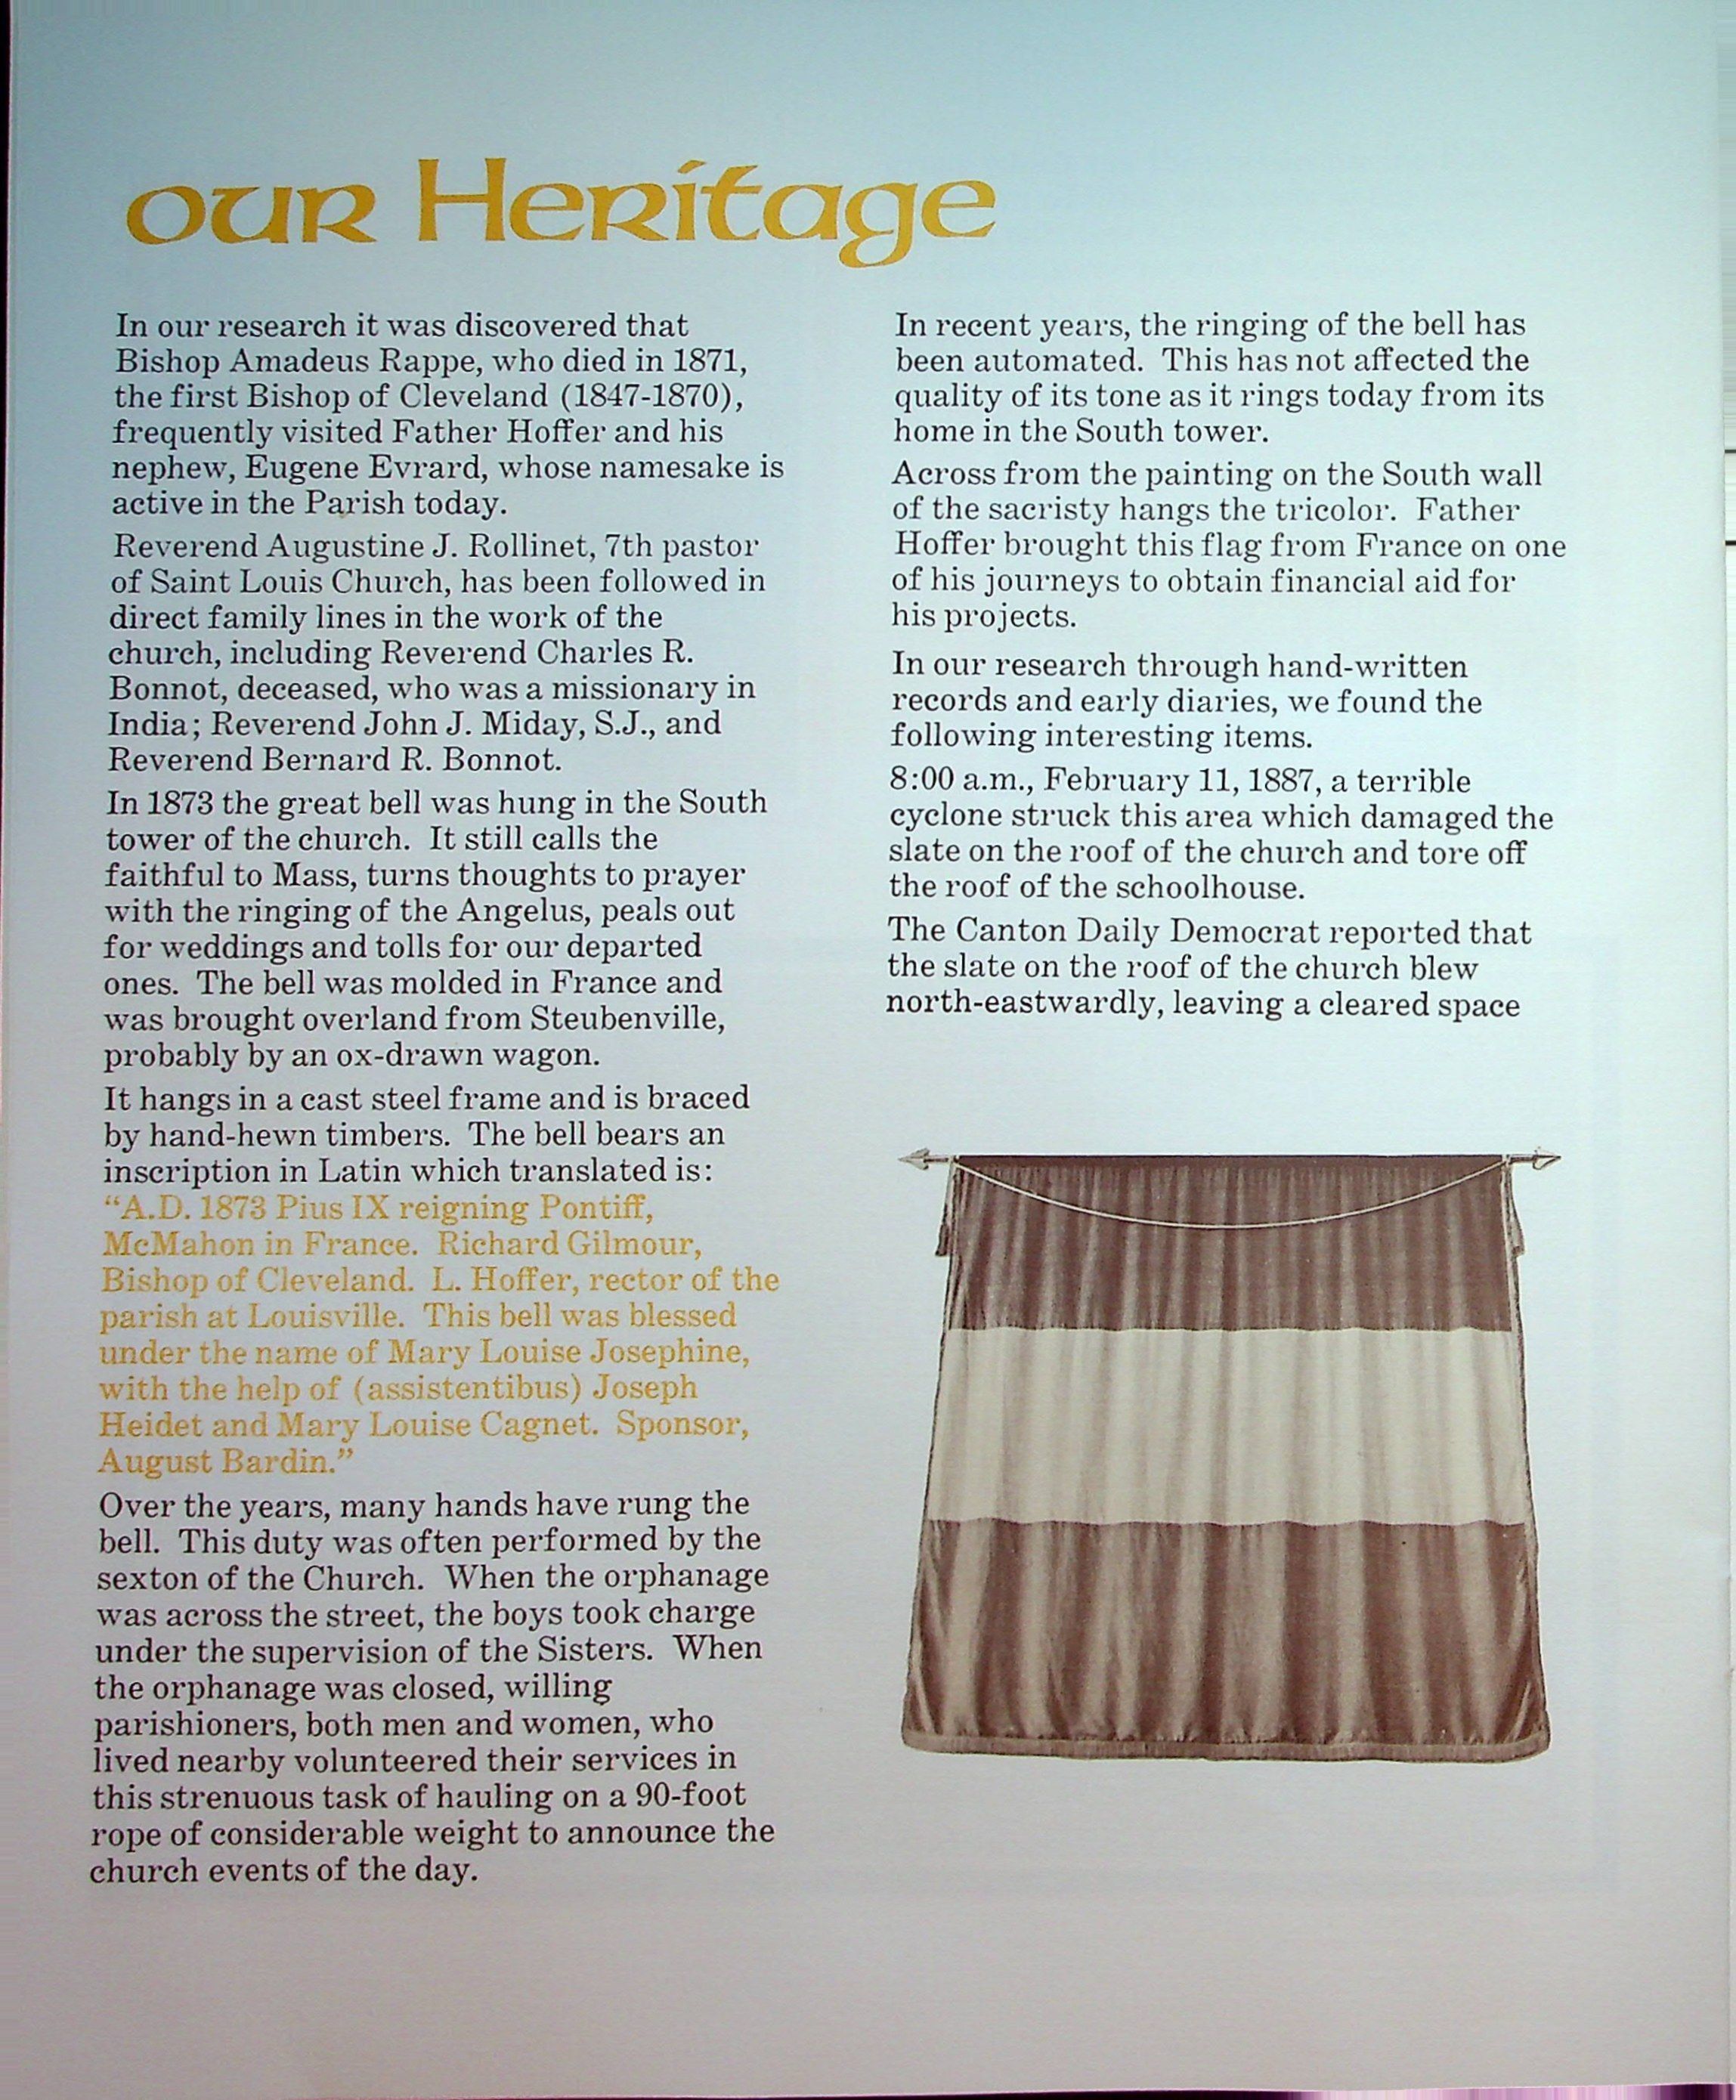 our Heritage
In our research it was discovered that
Bishop Amadeus Rappe, who died in 1871,
the first Bishop of Cleveland (1847-1870),
frequently visited Father Hoffer and his
nephew, Eugene Evrard, whose namesake is
active in the Parish today.
Reverend Augustine J. Rollinet, 7th pastor
of Saint Louis Church, has been followed in
direct family lines in the work of the
church, including Reverend Charles R.
Bonnot, deceased, who was a missionary in
India; Reverend John J. Miday, S.J., and
Reverend Bernard R. Bonnot.
In 1873 the great bell was hung in the South
tower of the church. It still calls the
faithful to Mass, turns thoughts to prayer
with the ringing of the Angelus, peals out
for weddings and tolls for our departed
ones. The bell was molded in France and
was brought overland from Steubenville,
probably by an ox-drawn wagon.
It hangs in a cast steel frame and is braced
by hand-hewn timbers. The bell bears an
inscription in Latin which translated is:
“A.D. 1873 Pius IX reigning Pontiff,
McMahon in France. Richard Gilmour,
Bishop of Cleveland. L. Hoffer, rector of the
parish at Louisville. This bell was blessed
under the name of Mary Louise Josephine,
with the help of (assistentibus) Joseph
Heidet and Mary Louise Cagnet. Sponsor,
August Bardin.”
Over the years, many hands have rung the
bell. This duty was often performed by the
sexton of the Church. When the orphanage
was across the street, the boys took charge
under the supervision of the Sisters. When
the orphanage was closed, willing
parishioners, both men and women, who
lived nearby volunteered their services in
this strenuous task of hauling on a 90-foot
rope of considerable weight to announce the
church events of the day.
In recent years, the ringing of the bell has
been automated. This has not affected the
quality of its tone as it rings today from its
home in the South tower.
Across from the painting on the South wall
of the sacristy hangs the tricolor. Father
Hoffer brought this flag from France on one
of his journeys to obtain financial aid for
his projects.
In our research through hand-written
records and early diaries, we found the
following interesting items.
8:00 a.m., February 11, 1887, a terrible
cyclone struck this area which damaged the
slate on the roof of the church and tore off
the roof of the schoolhouse.
The Canton Daily Democrat reported that
the slate on the roof of the church blew
north-eastwardly, leaving a cleared space